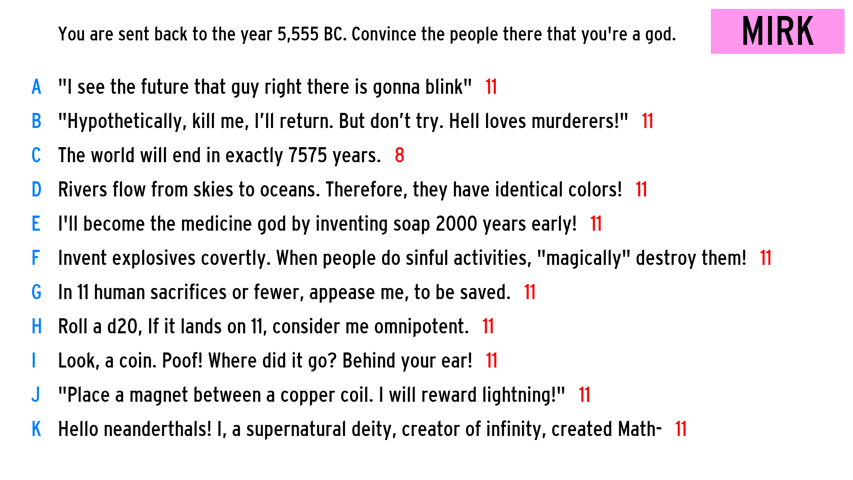 You are sent back to the year 5,555 BC. Convince the people there that you're a god.
MIRK
A "I see the future that guy right there is gonna blink" 11
B "Hypothetically, kill me, I’ll return. But don’t try. Hell loves murderers!" 11
C The world will end in exactly 7575 years. 8
D Rivers flow from skies to oceans. Therefore, they have identical colors! 11
E I'll become the medicine god by inventing soap 2000 years early! 11
F Invent explosives covertly. When people do sinful activities, "magically" destroy them! 11
G In 11 human sacrifices or fewer, appease me, to be saved. 11
H Roll a d20, If it lands on 11, consider me omnipotent. 11
I Look, a coin. Poof! Where did it go? Behind your ear! 11
J "Place a magnet between a copper coil. I will reward lightning!" 11
K Hello neanderthals! I, a supernatural deity, creator of infinity, created Math- 11